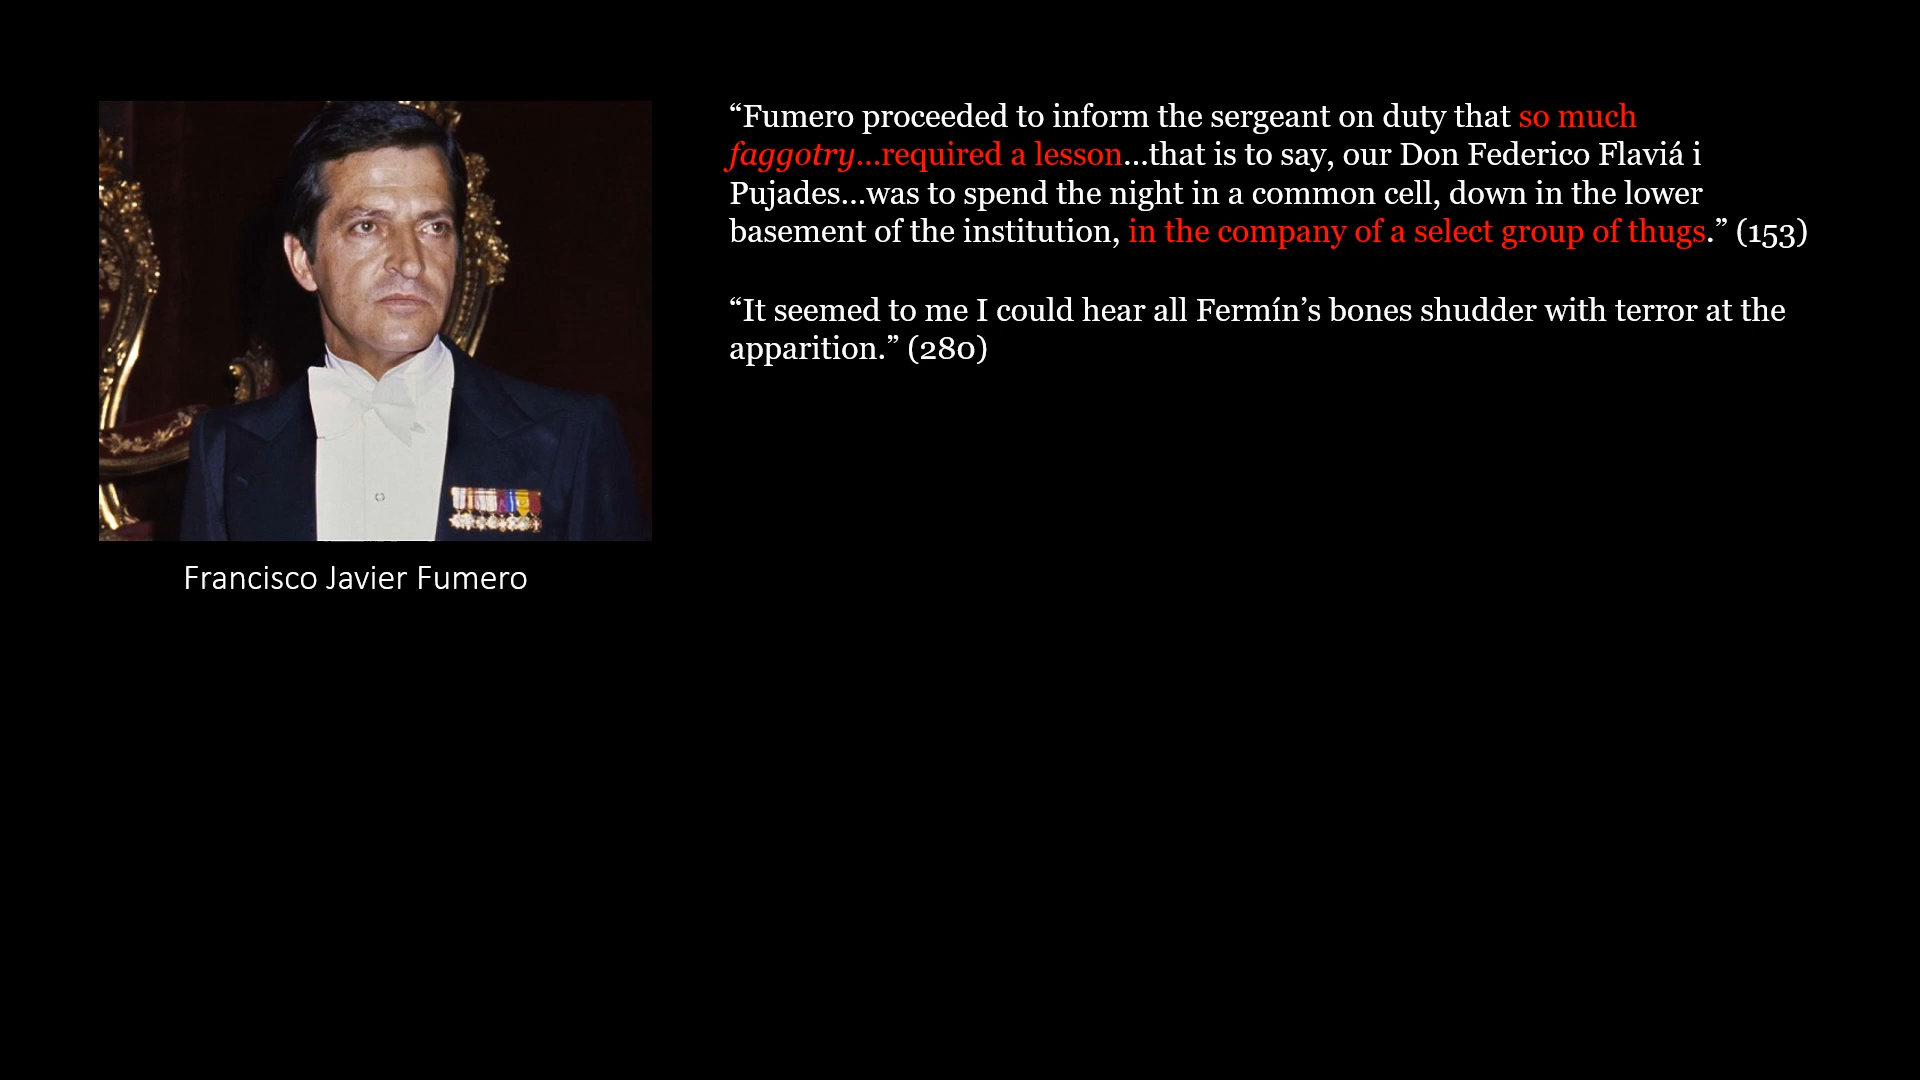 “Fumero proceeded to inform the sergeant on duty that so much
faggotry…required a lesson…that is to say, our Don Federico Flaviá i
Pujades…was to spend the night in a common cell, down in the lower
basement of the institution, in the company of a select group of thugs.” (153)
“It seemed to me I could hear all Fermín’s bones shudder with terror at the
apparition.” (280)
Francisco Javier Fumero